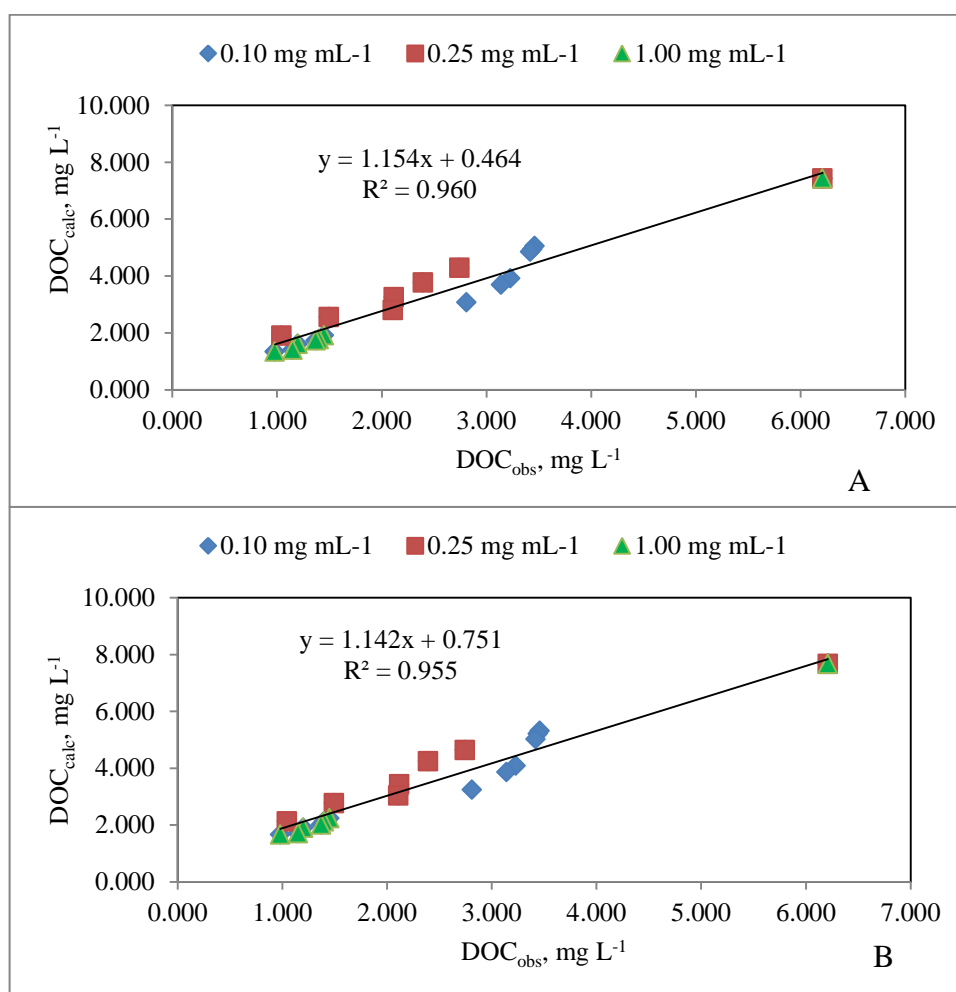 0.10 mg mL-1 0.25 mg mL-1 1.00 mg mL-1
10.000
8.000
6.000
4.000
2.000
0.000
DOCcalc, mg L-1
y = 1.154x + 0.464
R² = 0.960
0.000 1.000 2.000 3.000 4.000 5.000 6.000 7.000
DOCobs, mg L-1
A
0.10 mg mL-1 0.25 mg mL-1 1.00 mg mL-1
10.000
8.000
6.000
4.000
2.000
0.000
DOCcalc, mg L-1
y = 1.142x + 0.751
R² = 0.955
0.000 1.000 2.000 3.000 4.000 5.000 6.000 7.000
DOCobs, mg L-1
B